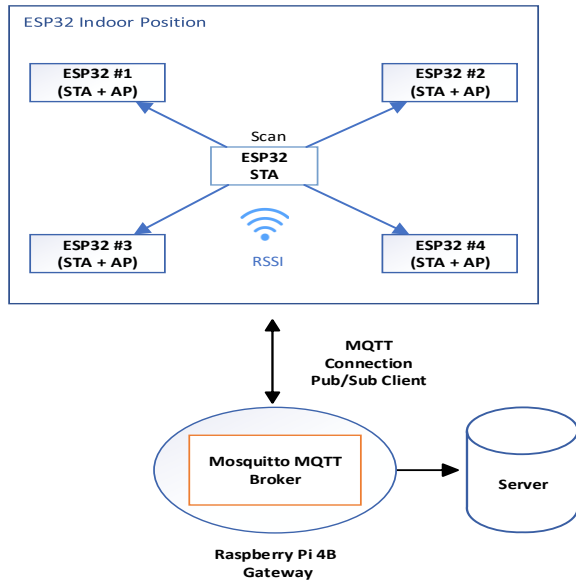 ESP32 Indoor Position
ESP32 #1
(STA + AP)
ESP32 #2
(STA + AP)
Scan
ESP32
STA
ESP32 #3
(STA + AP)
RSSI
ESP32 #4
(STA + AP)
MQTT
Connection
Pub/Sub Client
Mosquitto MQTT
Broker
Server
Raspberry Pi 4B
Gateway